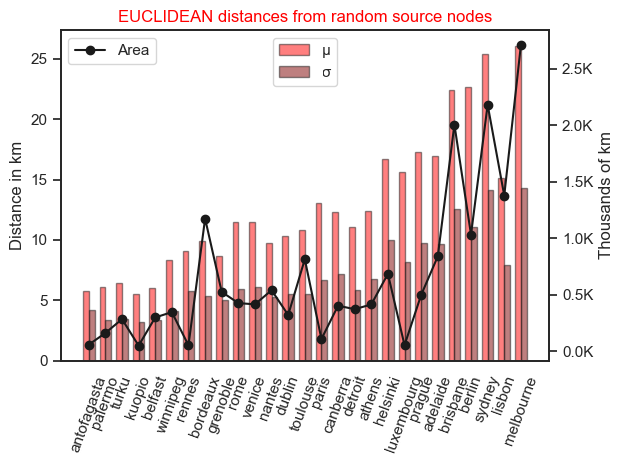 EUCLIDEAN distances from random source nodes
Area
μ
σ
Distance in km
25
20
15
10
5
0
2.5K
2.0K
1.5K
1.0K
0.5K
0.0K
Thousands of km
antofagasta
palermo
turku
kuopio
belfast
winnipeg
rennes
bordeaux
grenoble
rome
venice
nantes
dublin
toulouse
paris
canberra
detroit
athens
helsinki
luxembourg
prague
adelaide
brisbane
berlin
sydney
lisbon
melbourne